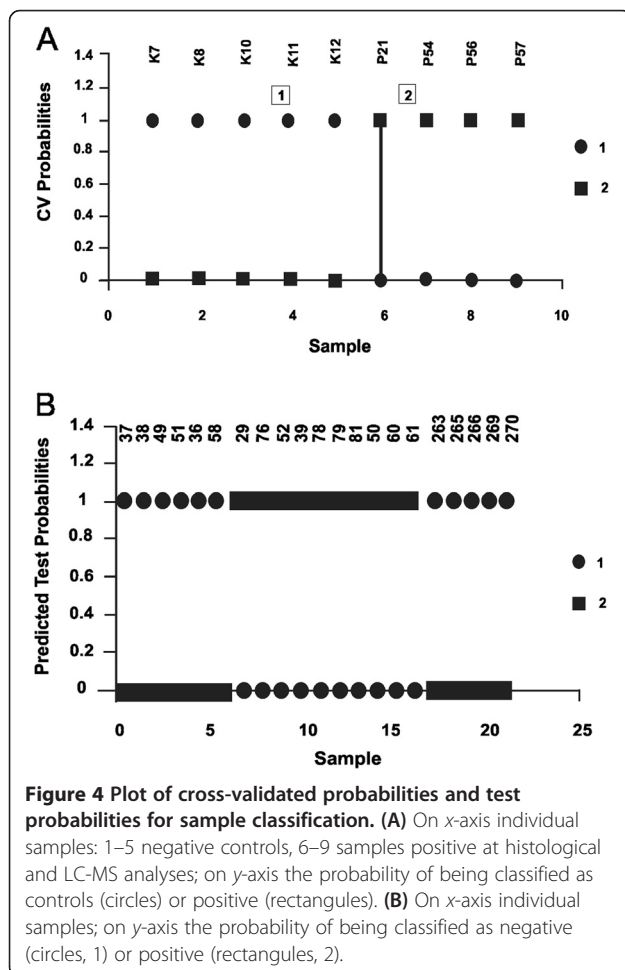 A
K7 K8 K10 K11 K12 P21 P54 P56 P57
1.4
1.2
1
0.8
0.6
0.4
0.2
0
CV Probabilities
1
2
1
2
0 2 4 6 8 10
Sample
B
37 38 49 51 36 58 29 76 52 39 78 79 81 50 60 61 263 265 266 269 270
1.4
1.2
1
0.8
0.6
0.4
0.2
0
Predicted Test Probabilities
1
2
0 5 10 15 20 25
Sample
Figure 4 Plot of cross-validated probabilities and test
probabilities for sample classification. (A) On x-axis individual
samples: 1–5 negative controls, 6–9 samples positive at histological
and LC-MS analyses; on y-axis the probability of being classified as
controls (circles) or positive (rectangules). (B) On x-axis individual
samples; on y-axis the probability of being classified as negative
(circles, 1) or positive (rectangules, 2).